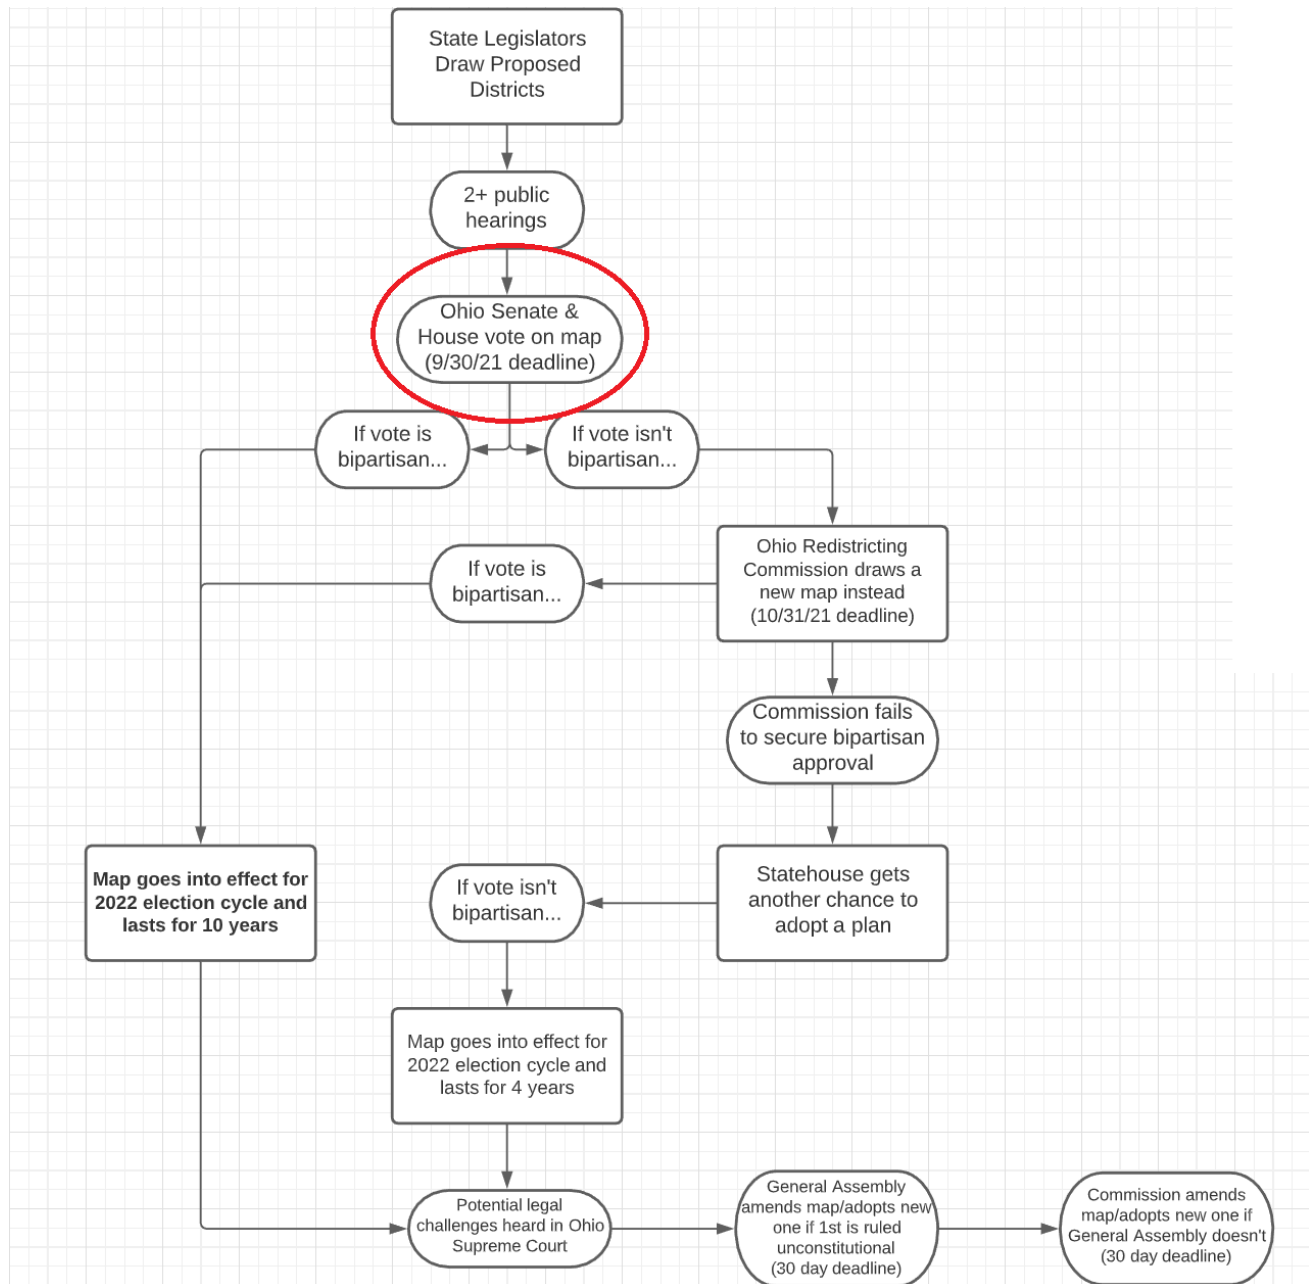 State Legislators
Draw Proposed
Districts
2+ public
hearings
Ohio Senate &
House vote on map
(9/30/21 deadline)
If vote is
bipartisan...
If vote isn't
bipartisan...
Ohio Redistricting
Commission draws a
new map instead
(10/31/21 deadline)
If vote is
bipartisan...
Commission fails
to secure bipartisan
approval
Map goes into effect for
2022 election cycle and
lasts for 10 years
If vote isn't
bipartisan...
Statehouse gets
another chance to
adopt a plan
Map goes into effect for
2022 election cycle and
lasts for 4 years
Potential legal
challenges heard in Ohio
Supreme Court
General Assembly
amends map/adopts new
one if 1st is ruled
unconstitutional
(30 day deadline)
Commission amends
map/adopts new one if
General Assembly doesn't
(30 day deadline)